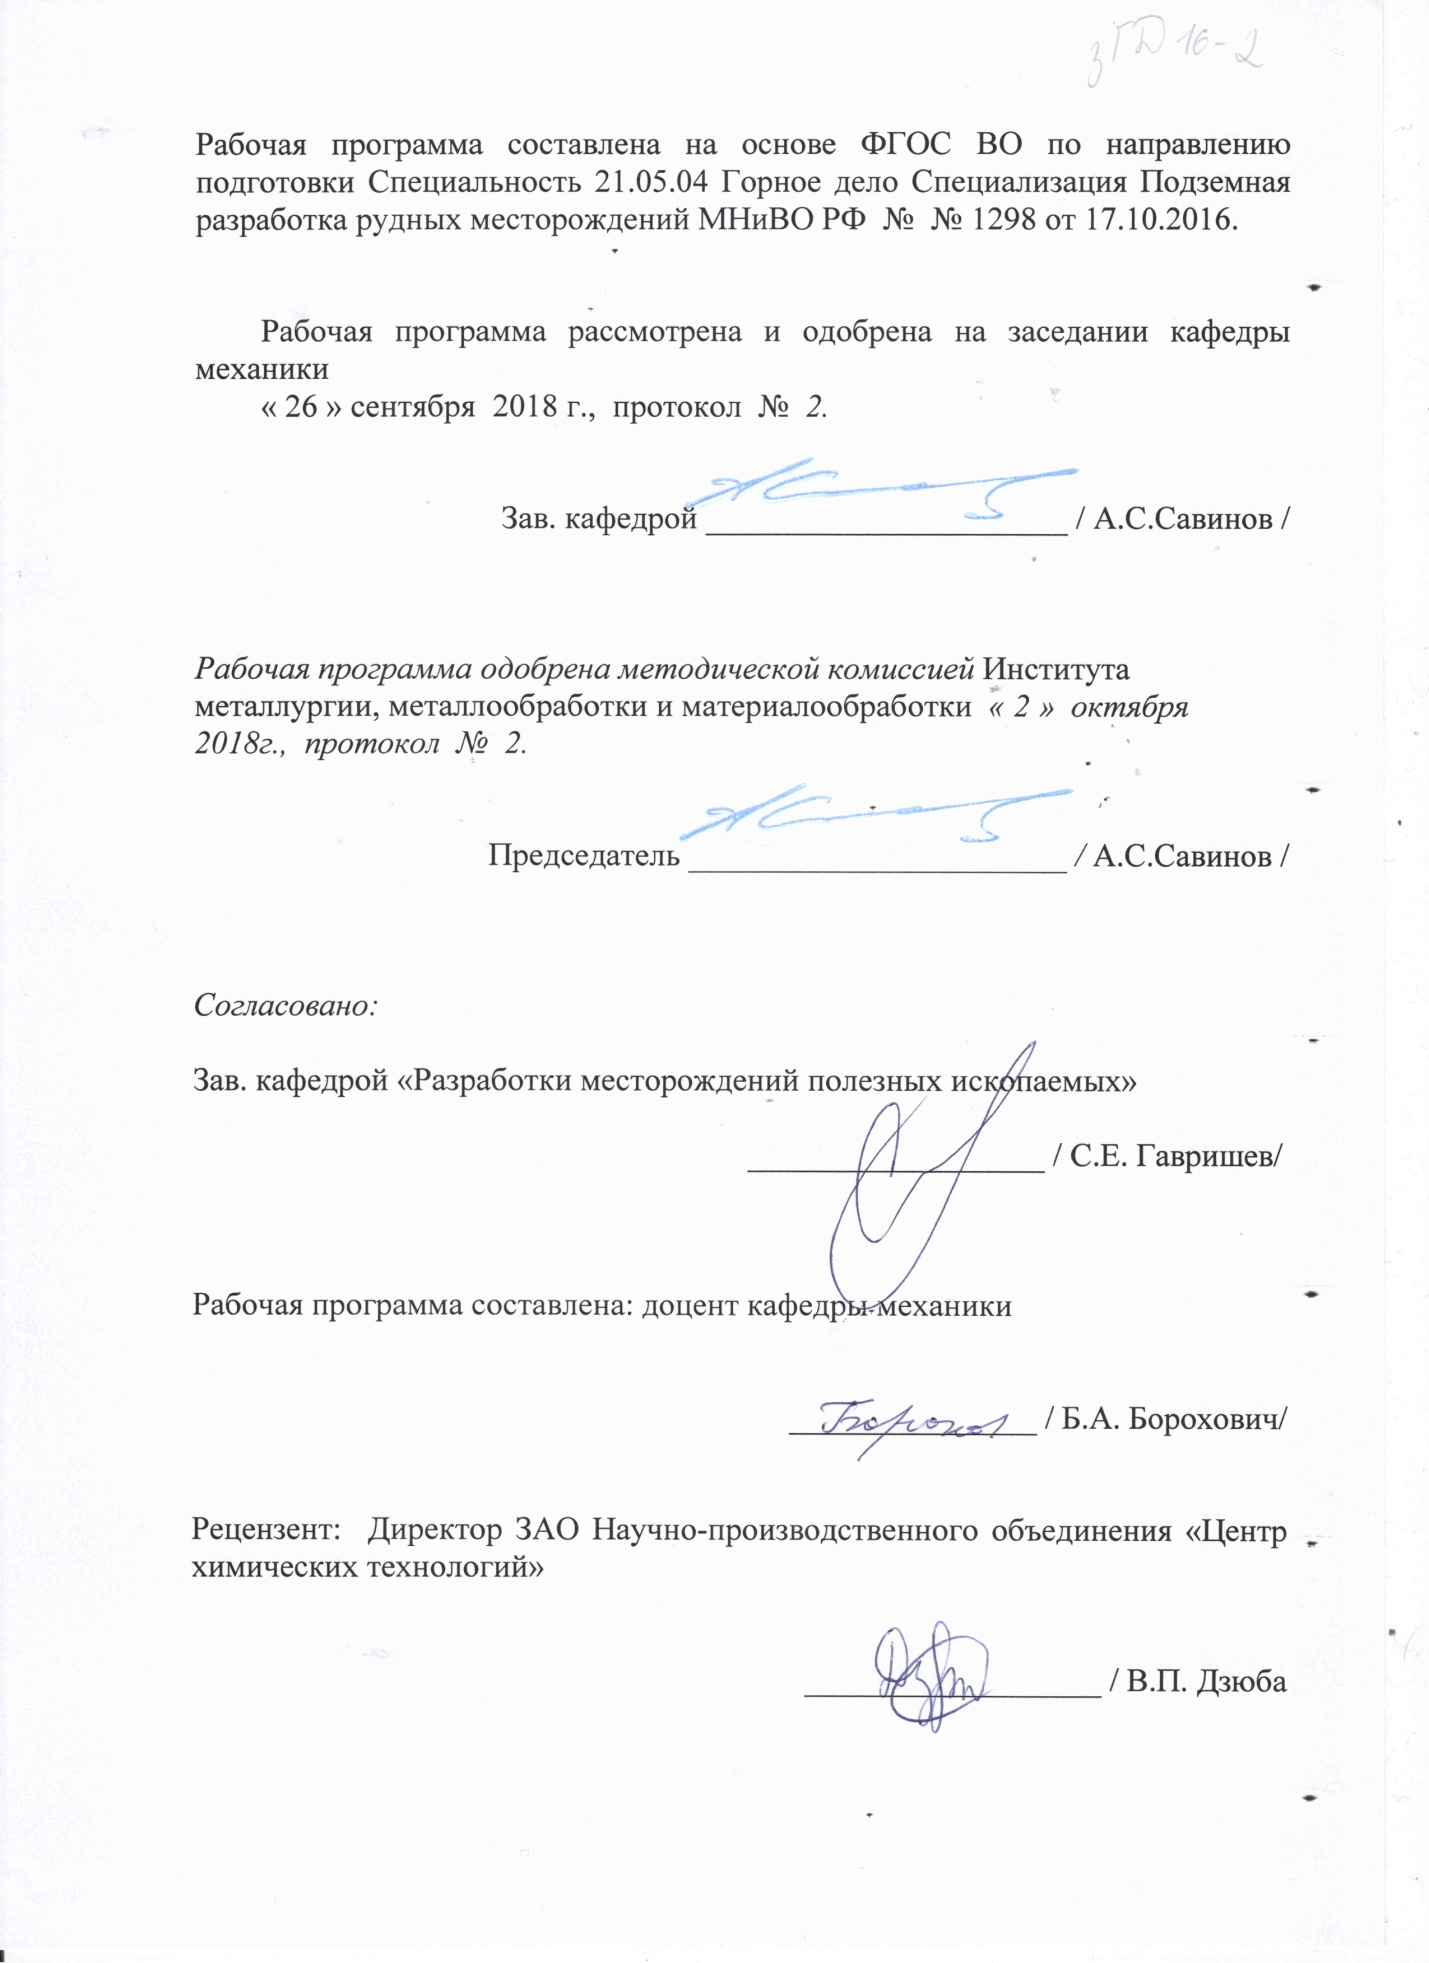 зГД 16-2
Рабочая программа составлена на основе ФГОС ВО по направлению
подготовки Специальность 21.05.04 Горное дело Специализация Подземная
разработка рудных месторождений МНиВО РФ № № 1298 от 17.10.2016.
Рабочая программа рассмотрена и одобрена на заседании кафедры
механики
« 26 » сентября 2018 г., протокол № 2.
Зав. кафедрой ______________________ / А.С.Савинов /
Рабочая программа одобрена методической комиссией Института
металлургии, металлообработки и материалообработки « 2 » октября
2018г., протокол № 2.
Председатель _______________________ / А.С.Савинов /
Согласовано:
Зав. кафедрой «Разработки месторождений полезных ископаемых»
__________________ / С.Е. Гавришев/
Рабочая программа составлена: доцент кафедры механики
_______________ / Б.А. Борохович/
Рецензент: Директор ЗАО Научно-производственного объединения «Центр
химических технологий»
__________________ / В.П. Дзюба